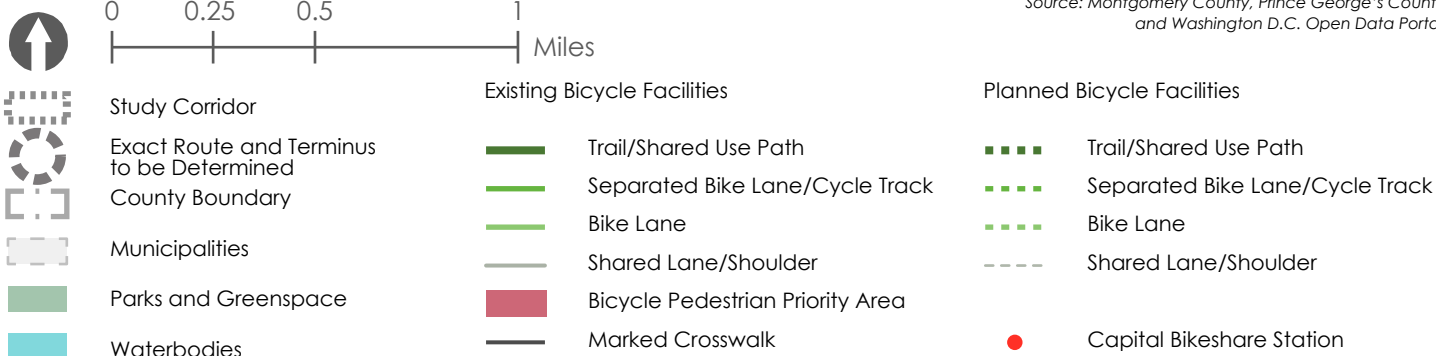 0 0.25 0.5 1
Miles
Source: Montgomery County, Prince George's Count
and Washington D.C. Open Data Porta
Study Corridor
Exact Route and Terminus
to be Determined
County Boundary
Municipalities
Parks and Greenspace
Waterbodies
Existing Bicycle Facilities
Trail/Shared Use Path
Separated Bike Lane/Cycle Track
Bike Lane
Shared Lane/Shoulder
Bicycle Pedestrian Priority Area
Marked Crosswalk
Planned Bicycle Facilities
Trail/Shared Use Path
Separated Bike Lane/Cycle Track
Bike Lane
Shared Lane/Shoulder
Capital Bikeshare Station